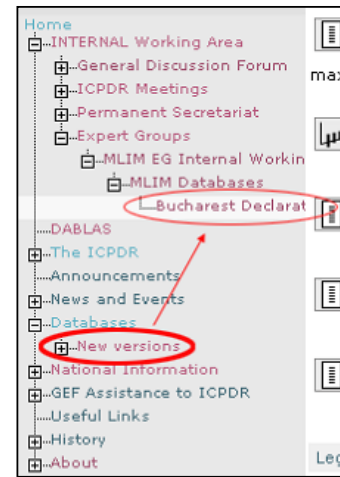 Home
INTERNAL Working Area
General Discussion Forum
ICPDR Meetings
Permanent Secretariat
Expert Groups
MLIM EG Internal Workin
MLIM Databases
Bucharest Declarat
DABLAS
The ICPDR
Announcements
News and Events
Databases
New versions
National Information
GEF Assistance to ICPDR
Useful Links
History
About
max
Leg